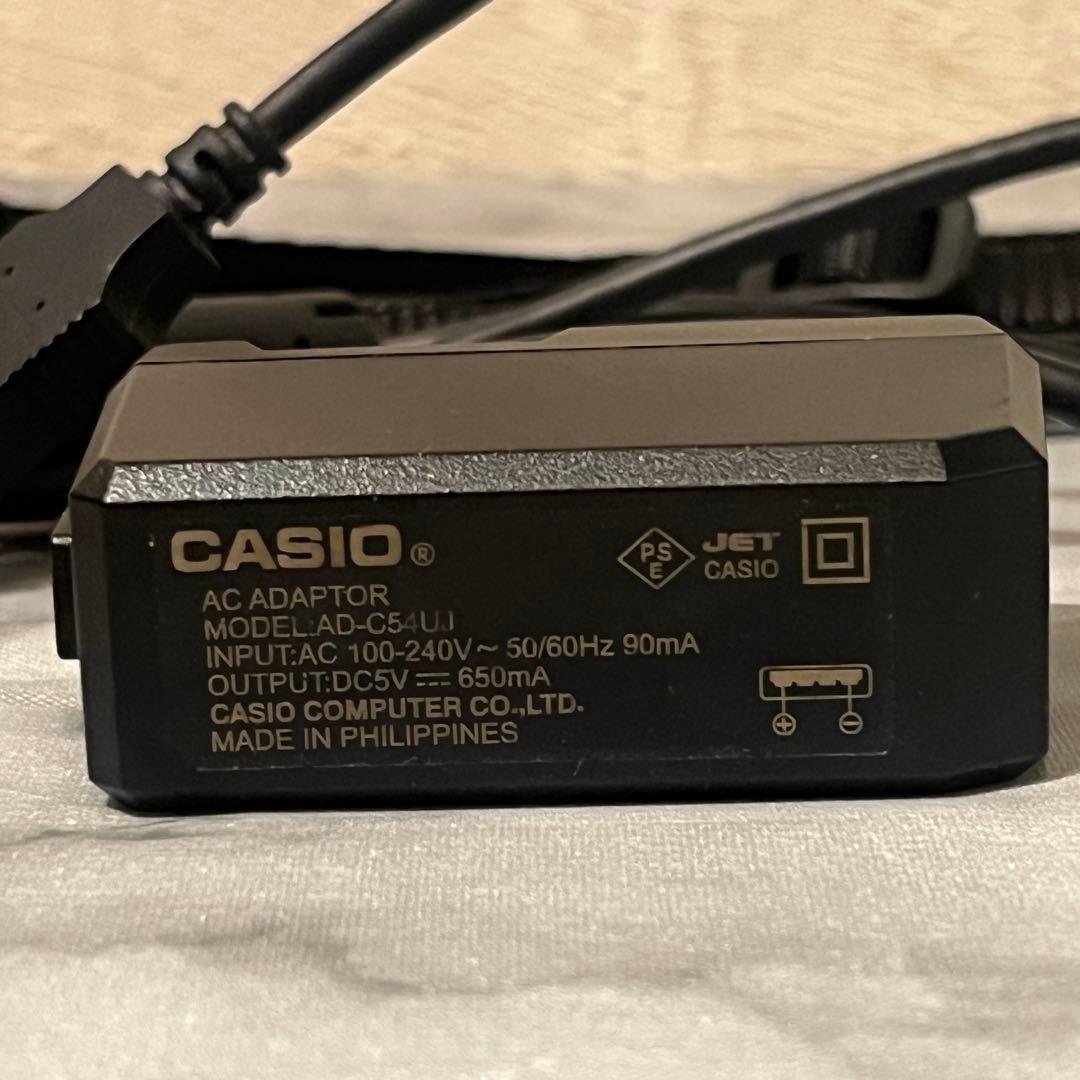 CASIO®
PS
E
JET
CASIO
AC ADAPTOR
MODEL:AD-C54UJ
INPUT:AC 100-240V~ 50/60Hz 90mA
OUTPUT:DC5V ⎓ 650mA
CASIO COMPUTER CO.,LTD.
MADE IN PHILIPPINES
+ -